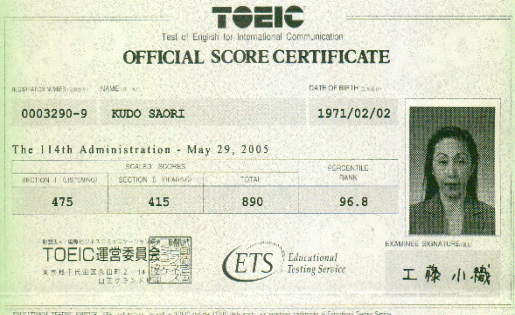 TOEIC
Test of English for International Communication
OFFICIAL SCORE CERTIFICATE
REGISTRATION NUMBER NAME DATE OF BIRTH
0003290-9 KUDO SAORI 1971/02/02
The 114th Administration - May 29, 2005
SCALED SCORES PERCENTILE RANK
SECTION I (LISTENING) SECTION II (READING) TOTAL
475 415 890 96.8
TOEIC運営委員会
ETS Educational Testing Service
EXAMINEE SIGNATURE
工藤 小織